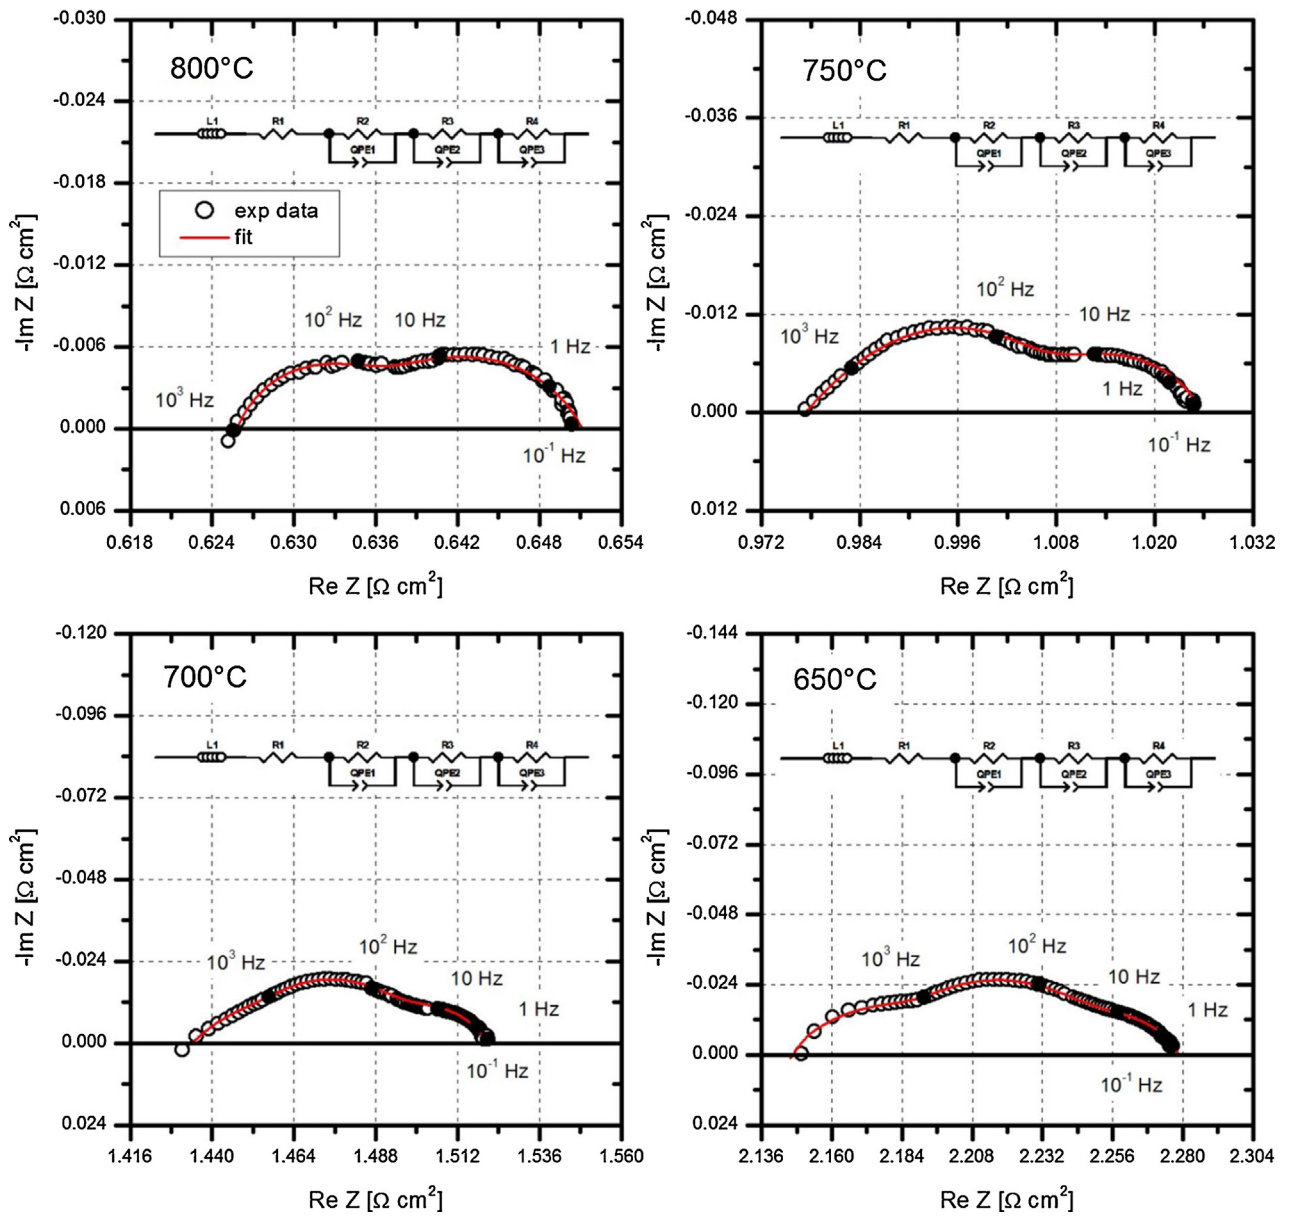 -0.030
-0.024
-0.018
-0.012
-0.006
0.000
0.006
-Im Z [Ω cm²]
800°C
L1 R1 R2 R3 R4
QPE1 QPE2 QPE3
exp data
fit
10² Hz 10 Hz
1 Hz
10³ Hz
10⁻¹ Hz
0.618 0.624 0.630 0.636 0.642 0.648 0.654
Re Z [Ω cm²]
-0.048
-0.036
-0.024
-0.012
0.000
0.012
-Im Z [Ω cm²]
750°C
L1 R1 R2 R3 R4
QPE1 QPE2 QPE3
10² Hz
10³ Hz
10 Hz
1 Hz
10⁻¹ Hz
0.972 0.984 0.996 1.008 1.020 1.032
Re Z [Ω cm²]
-0.120
-0.096
-0.072
-0.048
-0.024
0.000
0.024
-Im Z [Ω cm²]
700°C
L1 R1 R2 R3 R4
QPE1 QPE2 QPE3
10² Hz
10³ Hz
10 Hz
1 Hz
10⁻¹ Hz
1.416 1.440 1.464 1.488 1.512 1.536 1.560
Re Z [Ω cm²]
-0.144
-0.120
-0.096
-0.072
-0.048
-0.024
0.000
0.024
-Im Z [Ω cm²]
650°C
L1 R1 R2 R3 R4
QPE1 QPE2 QPE3
10² Hz
10³ Hz
10 Hz
1 Hz
10⁻¹ Hz
2.136 2.160 2.184 2.208 2.232 2.256 2.280 2.304
Re Z [Ω cm²]